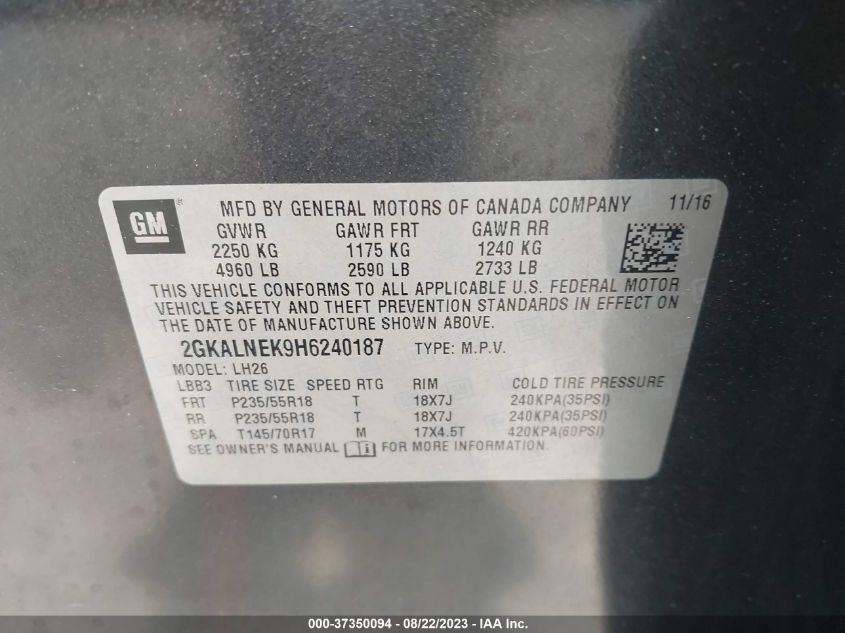 GM
MFD BY GENERAL MOTORS OF CANADA COMPANY 11/16
GVWR GAWR FRT GAWR RR
2250 KG 1175 KG 1240 KG
4960 LB 2590 LB 2733 LB
THIS VEHICLE CONFORMS TO ALL APPLICABLE U.S. FEDERAL MOTOR
VEHICLE SAFETY AND THEFT PREVENTION STANDARDS IN EFFECT ON
THE DATE OF MANUFACTURE SHOWN ABOVE.
2GKALNEK9H6240187 TYPE: M.P.V.
MODEL: LH26
LBB3 TIRE SIZE SPEED RTG RIM COLD TIRE PRESSURE
FRT P235/55R18 T 18X7J 240KPA(35PSI)
RR P235/55R18 T 18X7J 240KPA(35PSI)
SPA T145/70R17 M 17X4.5T 420KPA(60PSI)
SEE OWNER'S MANUAL i FOR MORE INFORMATION.
000-37350094 - 08/22/2023 - IAA Inc.